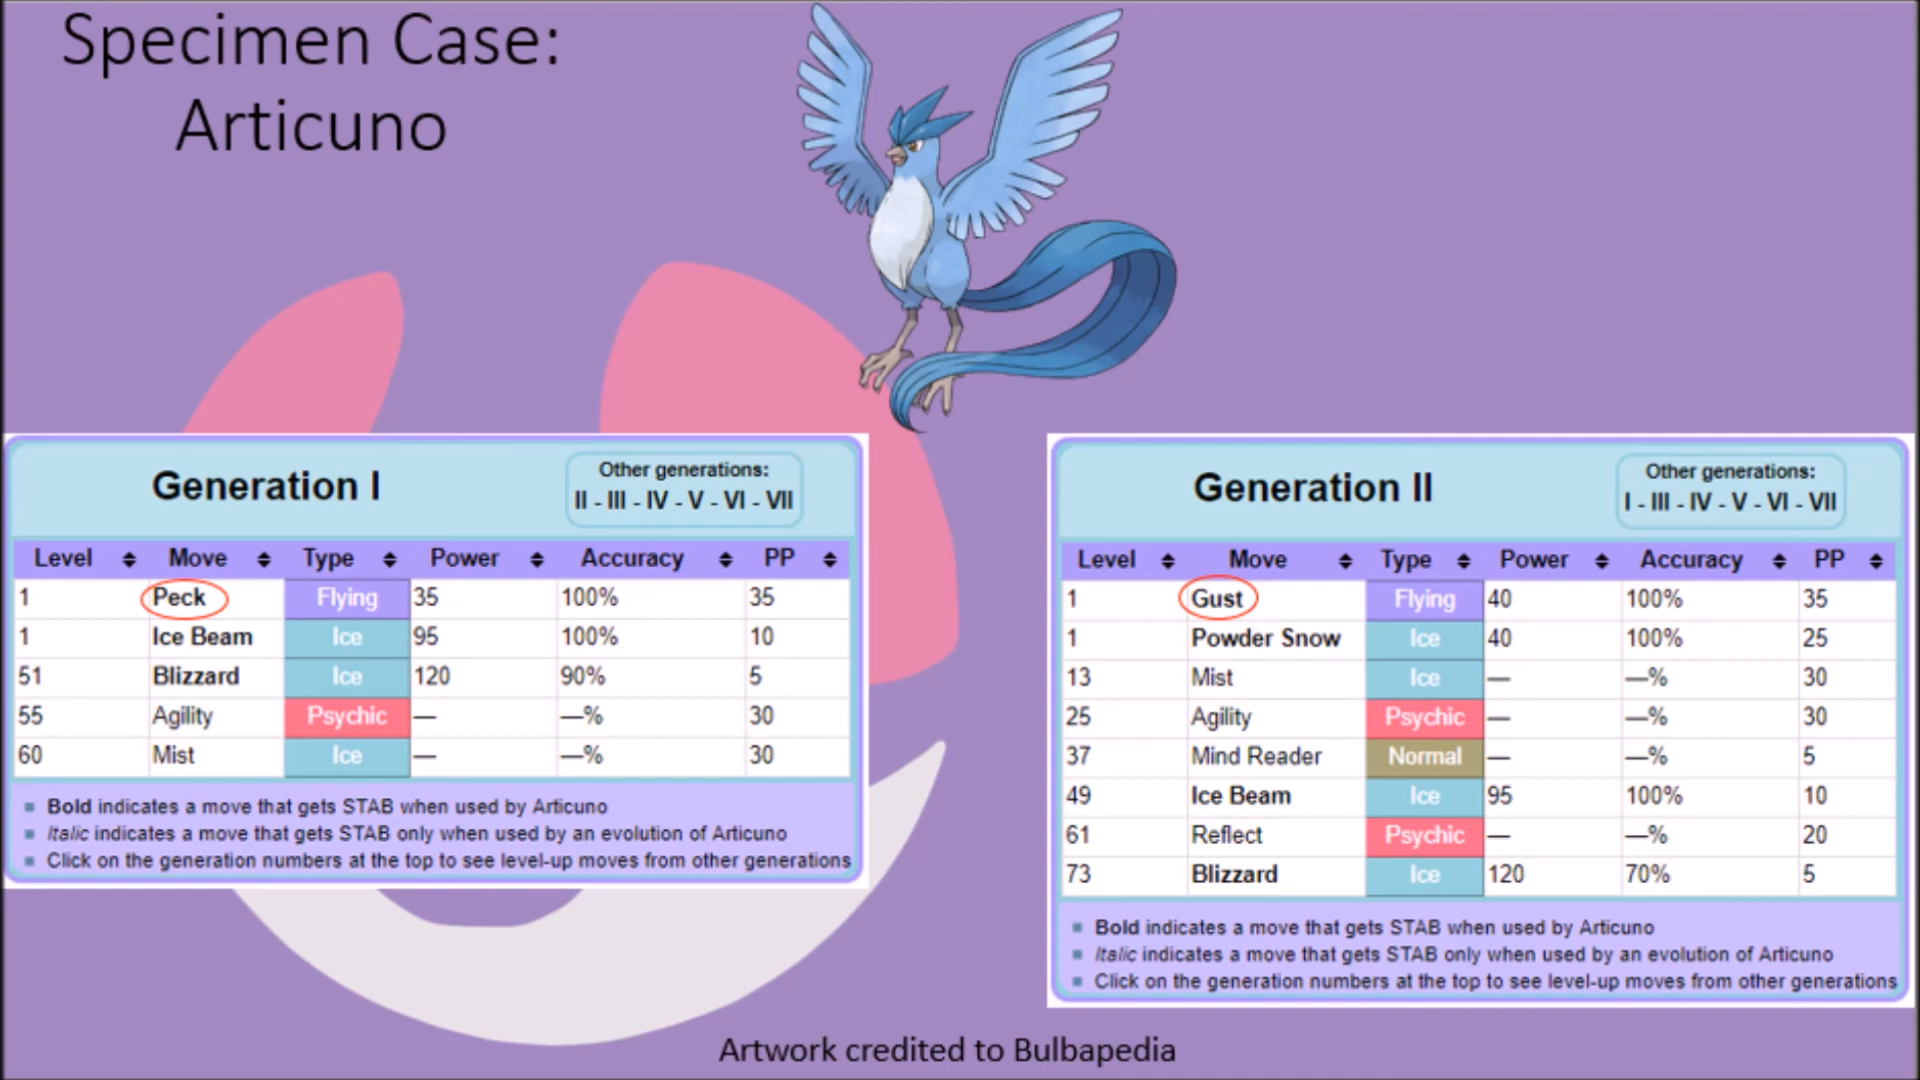 Specimen Case:
Articuno
Generation I
Other generations:
II - III - IV - V - VI - VII
Level Move Type Power Accuracy PP
1 Peck Flying 35 100% 35
1 Ice Beam Ice 95 100% 10
51 Blizzard Ice 120 90% 5
55 Agility Psychic — —% 30
60 Mist Ice — —% 30
Bold indicates a move that gets STAB when used by Articuno
Italic indicates a move that gets STAB only when used by an evolution of Articuno
Click on the generation numbers at the top to see level-up moves from other generations
Generation II
Other generations:
I - III - IV - V - VI - VII
Level Move Type Power Accuracy PP
1 Gust Flying 40 100% 35
1 Powder Snow Ice 40 100% 25
13 Mist Ice — —% 30
25 Agility Psychic — —% 30
37 Mind Reader Normal — —% 5
49 Ice Beam Ice 95 100% 10
61 Reflect Psychic — —% 20
73 Blizzard Ice 120 70% 5
Bold indicates a move that gets STAB when used by Articuno
Italic indicates a move that gets STAB only when used by an evolution of Articuno
Click on the generation numbers at the top to see level-up moves from other generations
Artwork credited to Bulbapedia